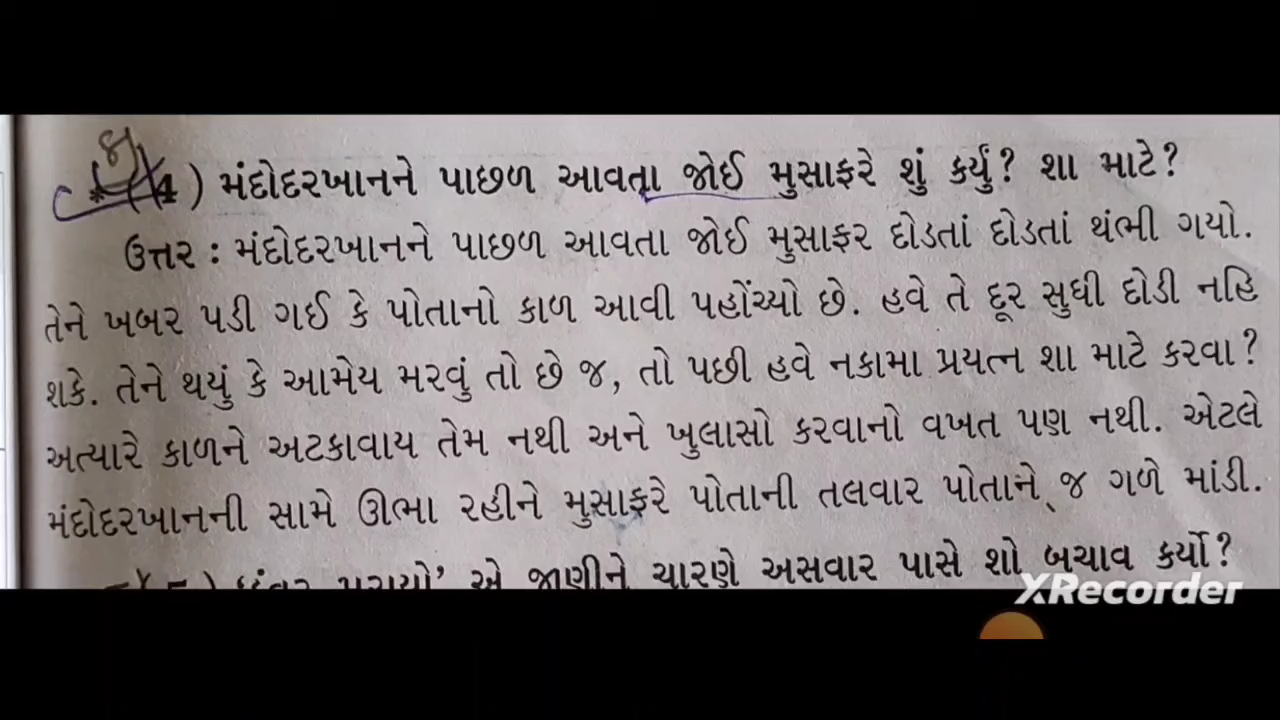 ૪
(4) મંદોદરખાનને પાછળ આવતા જોઈ મુસાફરે શું કર્યું? શા માટે?
ઉત્તર : મંદોદરખાનને પાછળ આવતા જોઈ મુસાફર દોડતાં દોડતાં થંભી ગયો.
તેને ખબર પડી ગઈ કે પોતાનો કાળ આવી પહોંચ્યો છે. હવે તે દૂર સુધી દોડી નહિ
શકે. તેને થયું કે આમેય મરવું તો છે જ, તો પછી હવે નકામા પ્રયત્ન શા માટે કરવા?
અત્યારે કાળને અટકાવાય તેમ નથી અને ખુલાસો કરવાનો વખત પણ નથી. એટલે
મંદોદરખાનની સામે ઊભા રહીને મુસાફરે પોતાની તલવાર પોતાને જ ગળે માંડી.
એ જાણીને ચારણે અસવાર પાસે શો બચાવ કર્યો?
XRecorder